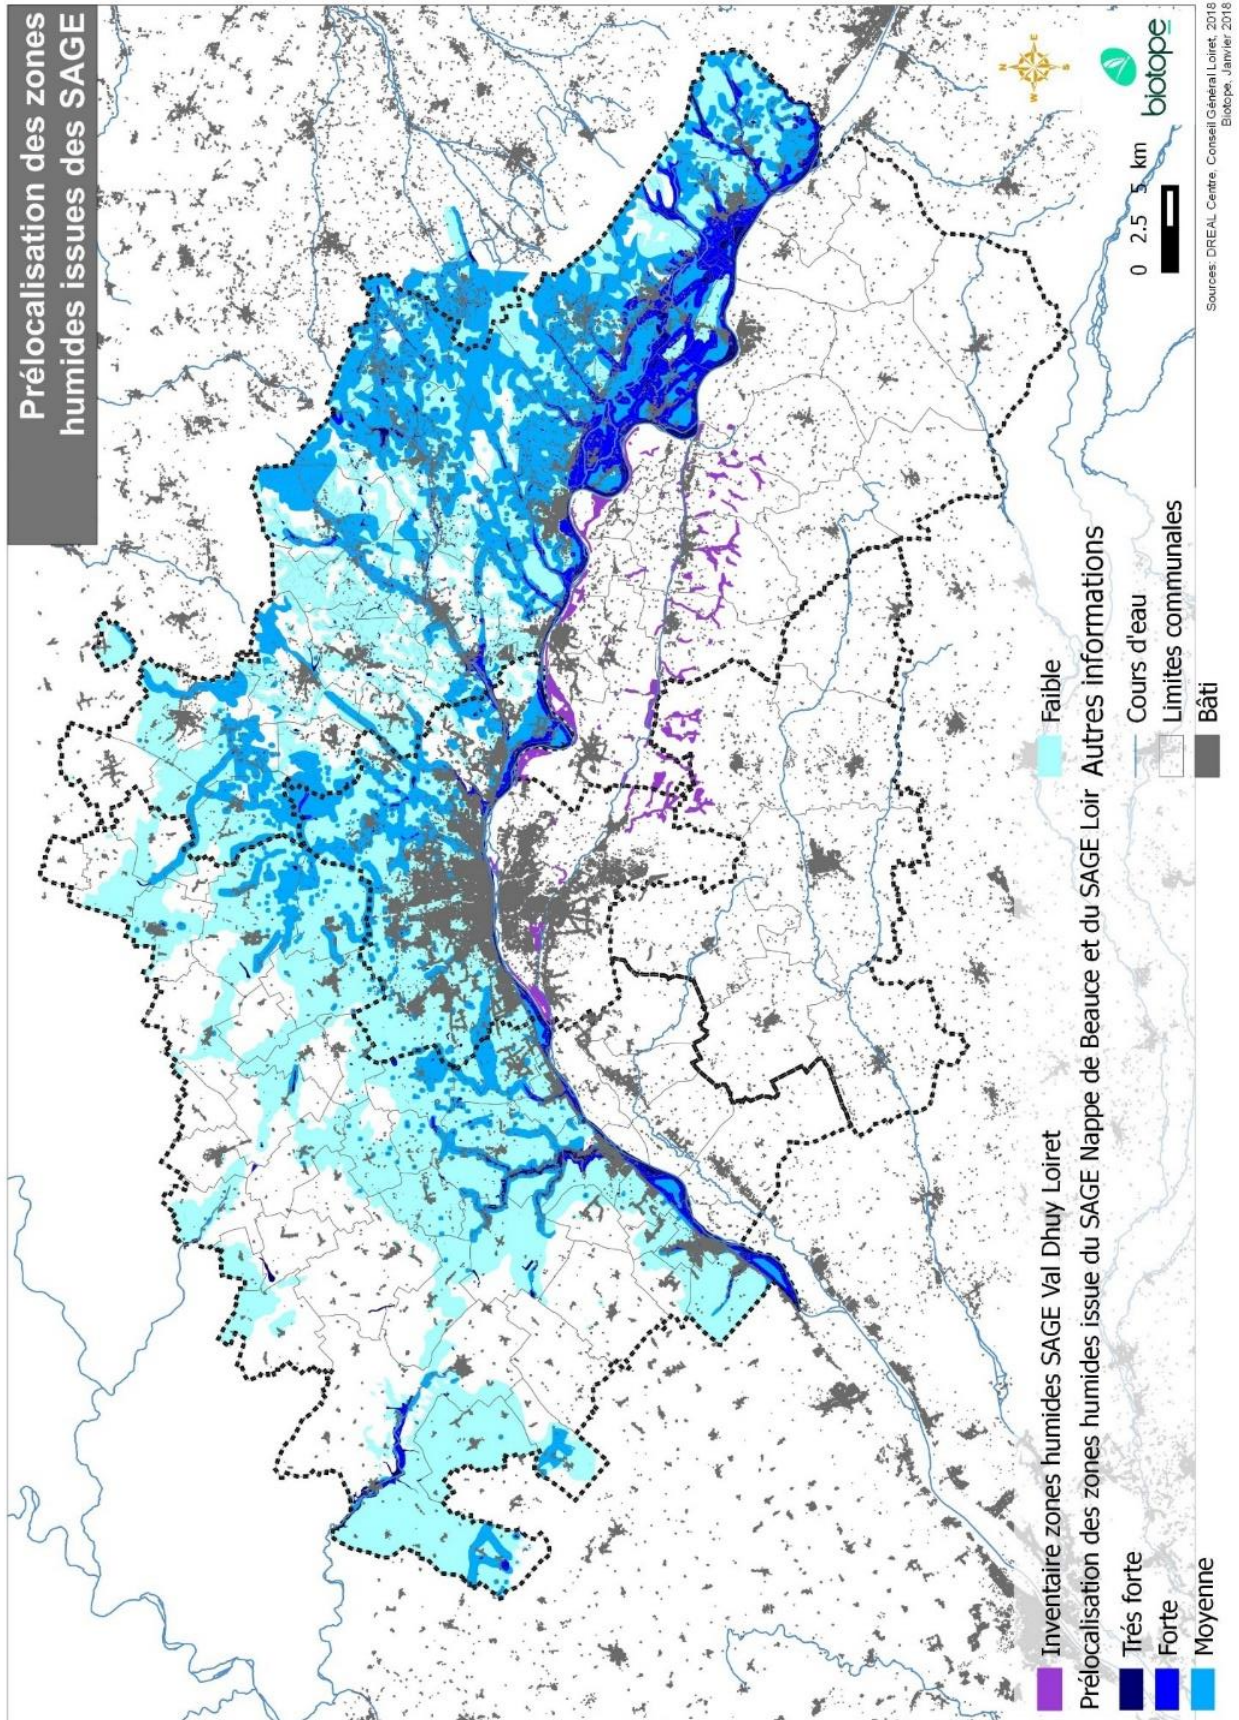 Prélocalisation des zones
humides issues des SAGE
N
W E
S
biotope
0 2.5 5 km
Inventaire zones humides SAGE Val Dhuy Loiret
Prélocalisation des zones humides issue du SAGE Nappe de Beauce et du SAGE Loir
Trés forte
Forte
Moyenne
Faible
Autres informations
Cours d'eau
Limites communales
Bâti
Sources: DREAL Centre, Conseil Général Loiret, 2018
Biotope, Janvier 2018